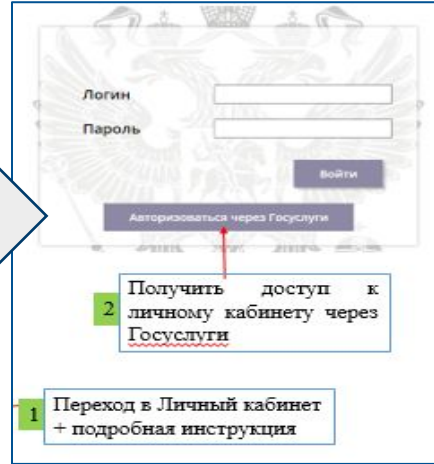 Логин
Пароль
Войти
Авторизоваться через Госуслуги
2
Получить доступ к
личному кабинету через
Госуслуги
1
Переход в Личный кабинет
+ подробная инструкция